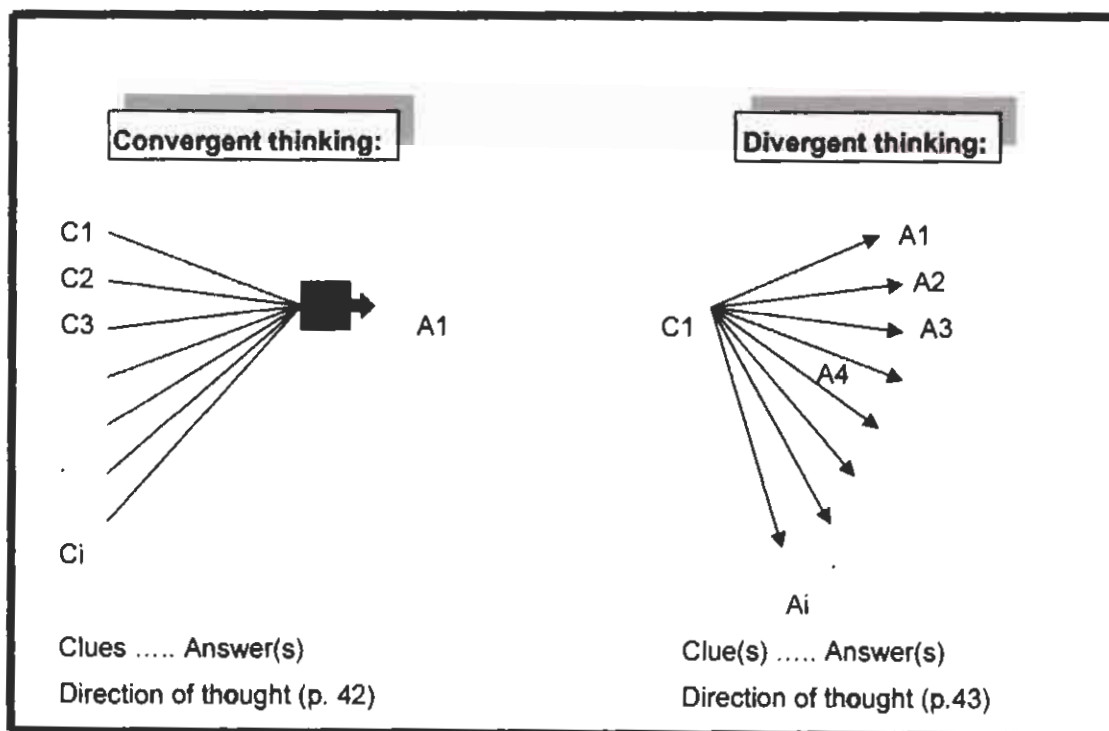 Convergent thinking:
C1
C2
C3
A1
Ci
Clues ..... Answer(s)
Direction of thought (p. 42)
Divergent thinking:
A1
A2
A3
C1
A4
Ai
Clue(s) ..... Answer(s)
Direction of thought (p.43)